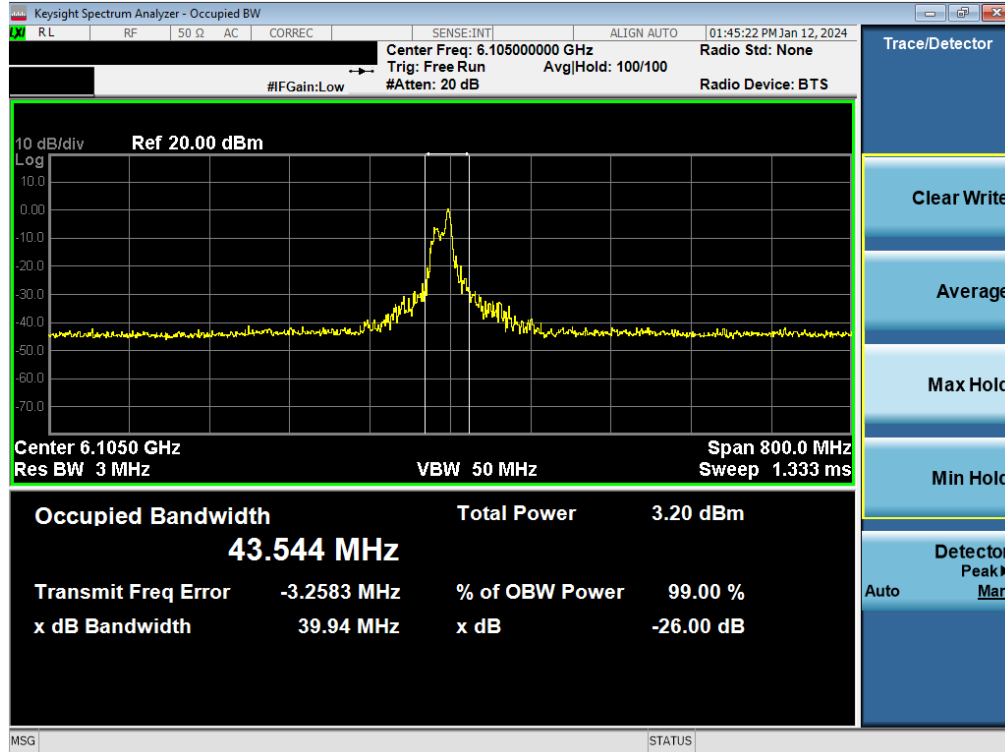 Keysight Spectrum Analyzer - Occupied BW
LXI RL RF 50 Ω AC CORREC SENSE:INT ALIGN AUTO 01:45:22 PM Jan 12, 2024
Center Freq: 6.105000000 GHz Radio Std: None
Trig: Free Run Avg|Hold: 100/100
#IFGain:Low #Atten: 20 dB Radio Device: BTS
Trace/Detector
10 dB/div Ref 20.00 dBm
Log
10.0
0.00
-10.0
-20.0
-30.0
-40.0
-50.0
-60.0
-70.0
Center 6.1050 GHz Span 800.0 MHz
Res BW 3 MHz VBW 50 MHz Sweep 1.333 ms
Occupied Bandwidth Total Power 3.20 dBm
43.544 MHz
Transmit Freq Error -3.2583 MHz % of OBW Power 99.00 %
x dB Bandwidth 39.94 MHz x dB -26.00 dB
Clear Write
Average
Max Hold
Min Hold
Detector
Peak
Auto Man
MSG STATUS